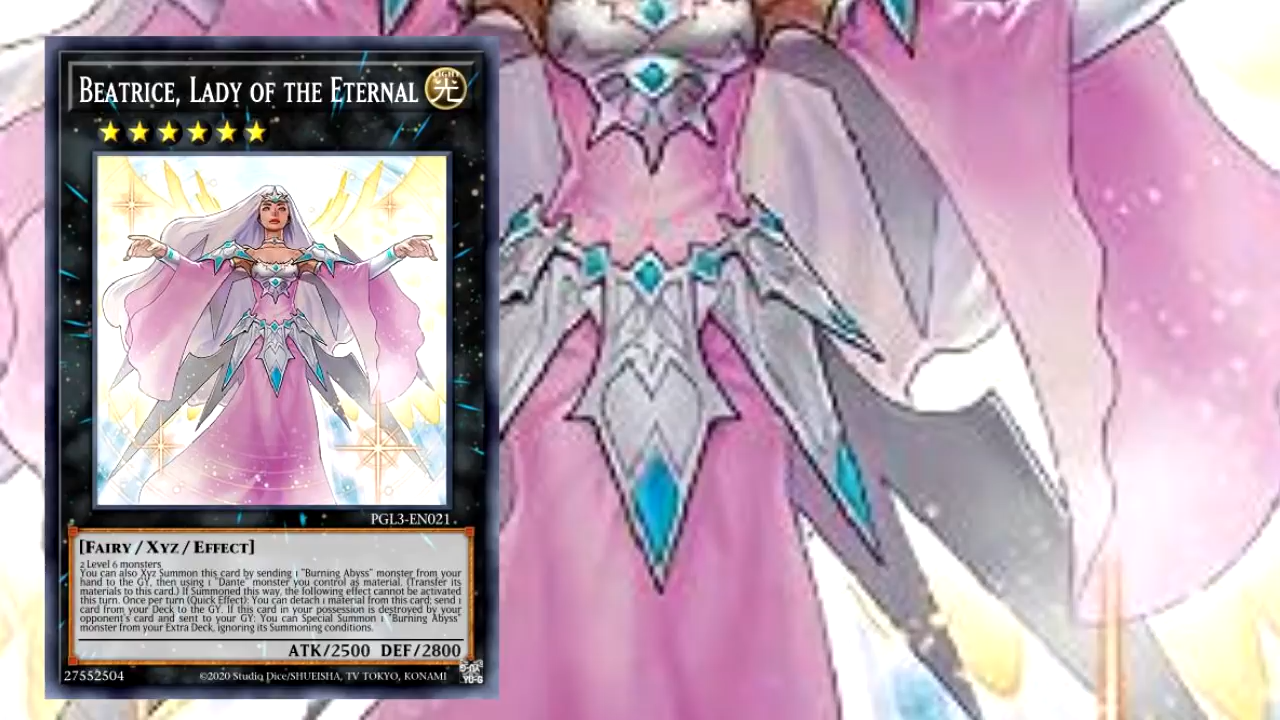 BEATRICE, LADY OF THE ETERNAL
LIGHT
光
PGL3-EN021
[FAIRY / XYZ / EFFECT]
2 Level 6 monsters
You can also Xyz Summon this card by sending 1 "Burning Abyss" monster from your
hand to the GY, then using 1 "Dante" monster you control as material. (Transfer its
materials to this card.) If Summoned this way, the following effect cannot be activated
this turn. Once per turn (Quick Effect): You can detach 1 material from this card; send 1
card from your Deck to the GY. If this card in your possession is destroyed by your
opponent's card and sent to your GY: You can Special Summon 1 "Burning Abyss"
monster from your Extra Deck, ignoring its Summoning conditions.
ATK/2500 DEF/2800
27552504
©2020 Studio Dice/SHUEISHA, TV TOKYO, KONAMI